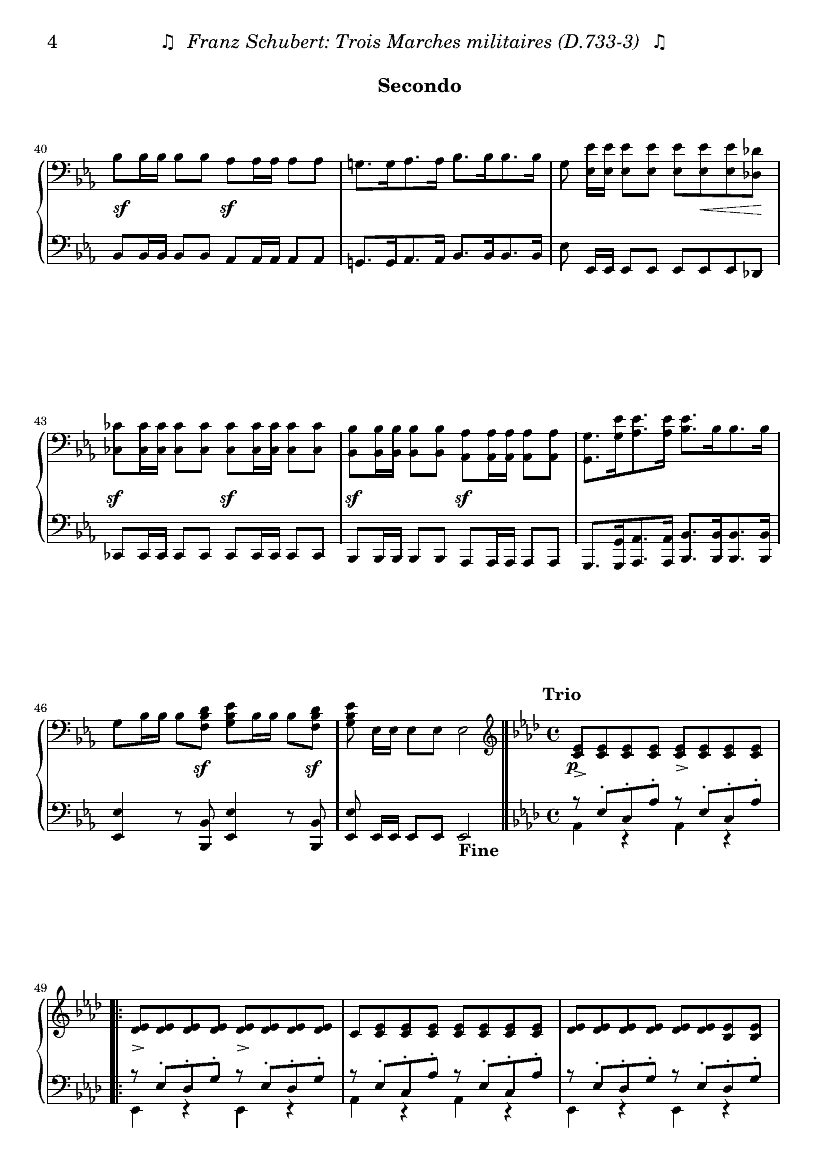 4 ♫ Franz Schubert: Trois Marches militaires (D.733-3) ♫
Secondo
40
sf sf
43
sf sf sf sf
Trio
46
sf sf p
Fine
49